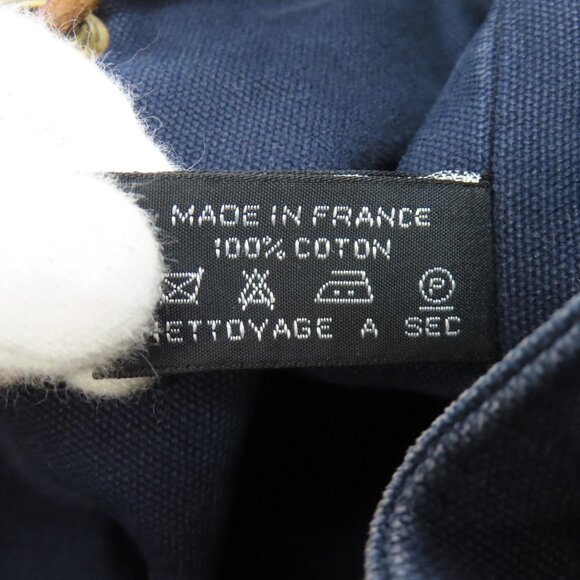 MADE IN FRANCE
100% COTON
P
NETTOYAGE A SEC